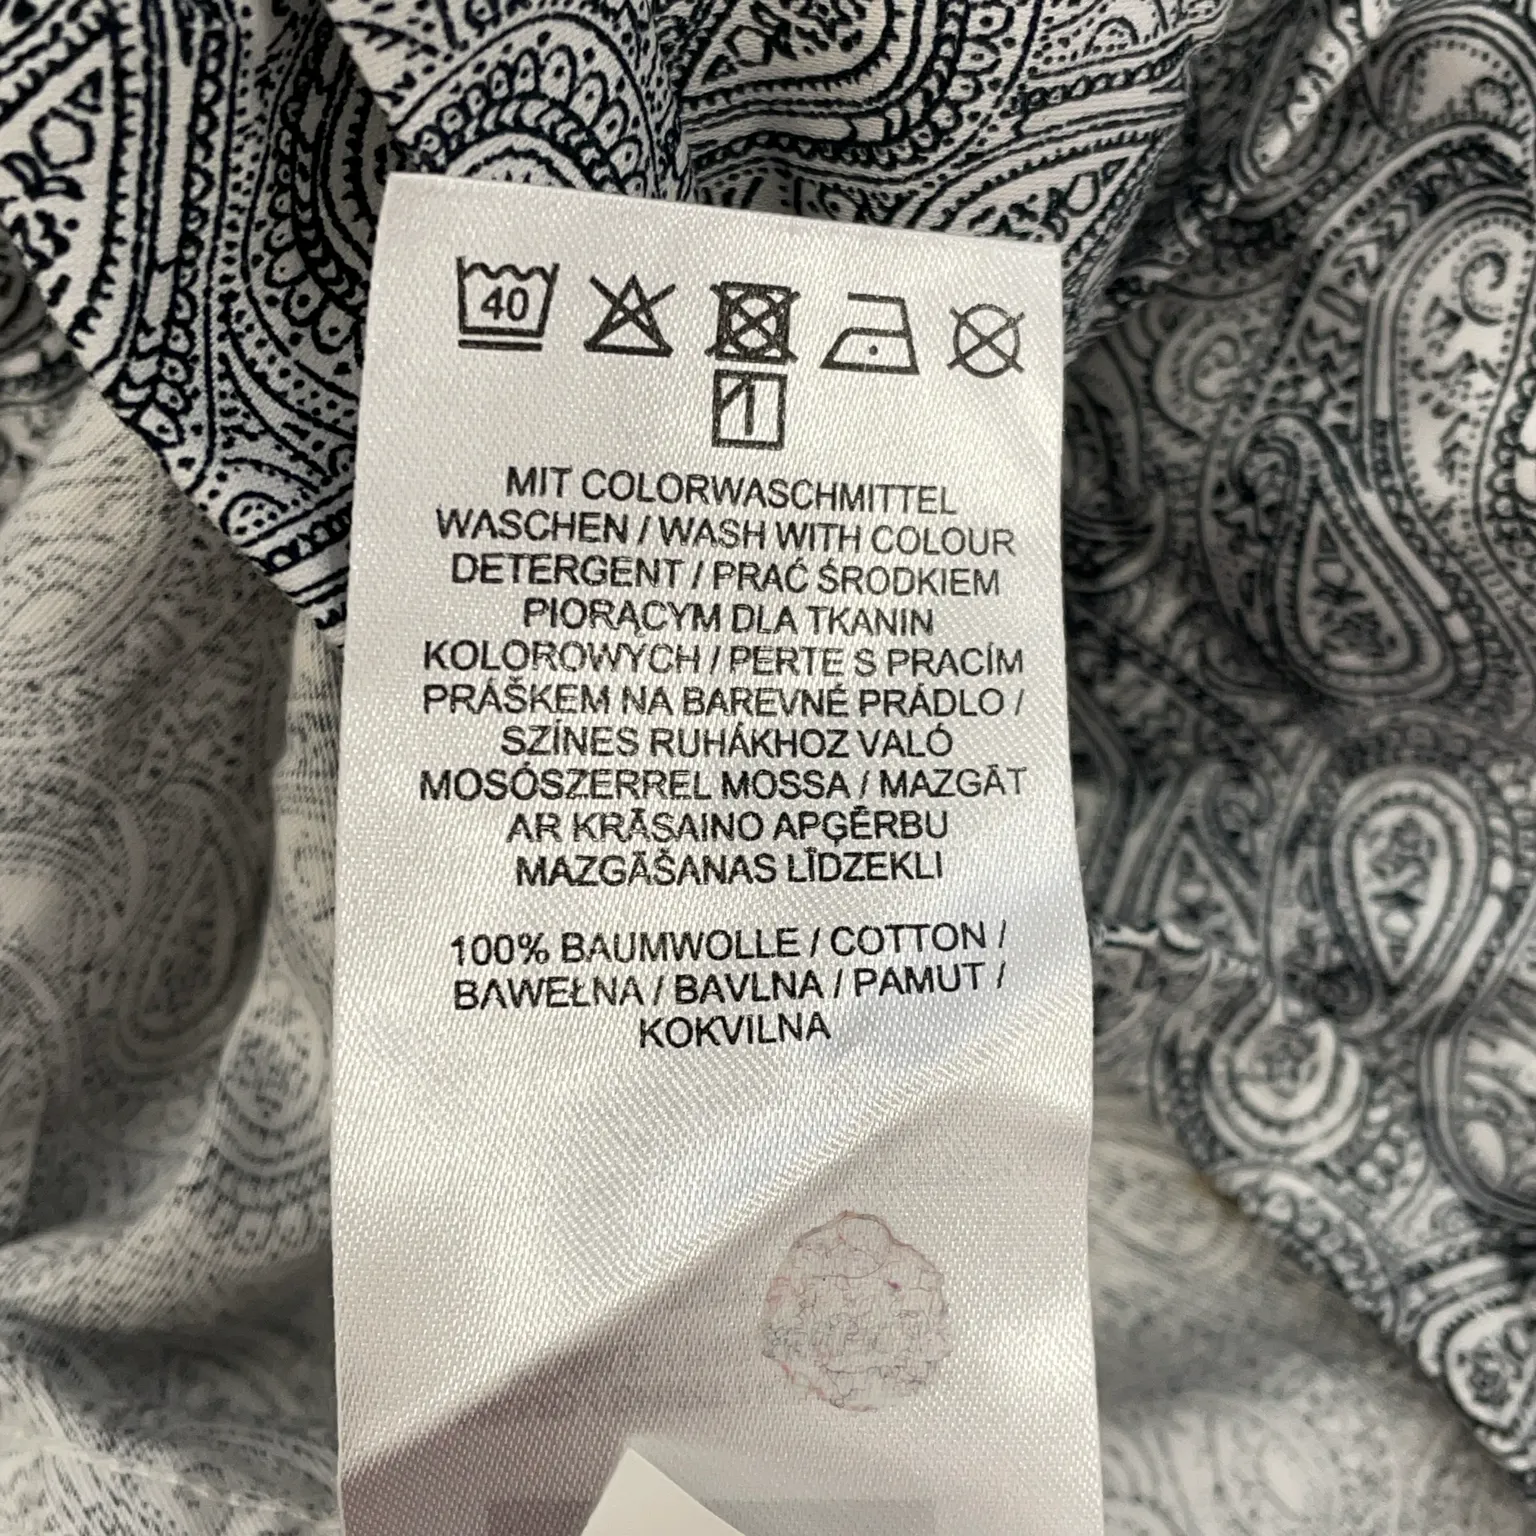 40
MIT COLORWASCHMITTEL
WASCHEN / WASH WITH COLOUR
DETERGENT / PRAĆ ŚRODKIEM
PIORĄCYM DLA TKANIN
KOLOROWYCH / PERTE S PRACÍM
PRÁŠKEM NA BAREVNÉ PRÁDLO /
SZÍNES RUHÁKHOZ VALÓ
MOSÓSZERREL MOSSA / MAZGĀT
AR KRĀSAINO APĢĒRBU
MAZGĀŠANAS LĪDZEKLI
100% BAUMWOLLE / COTTON /
BAWEŁNA / BAVLNA / PAMUT /
KOKVILNA